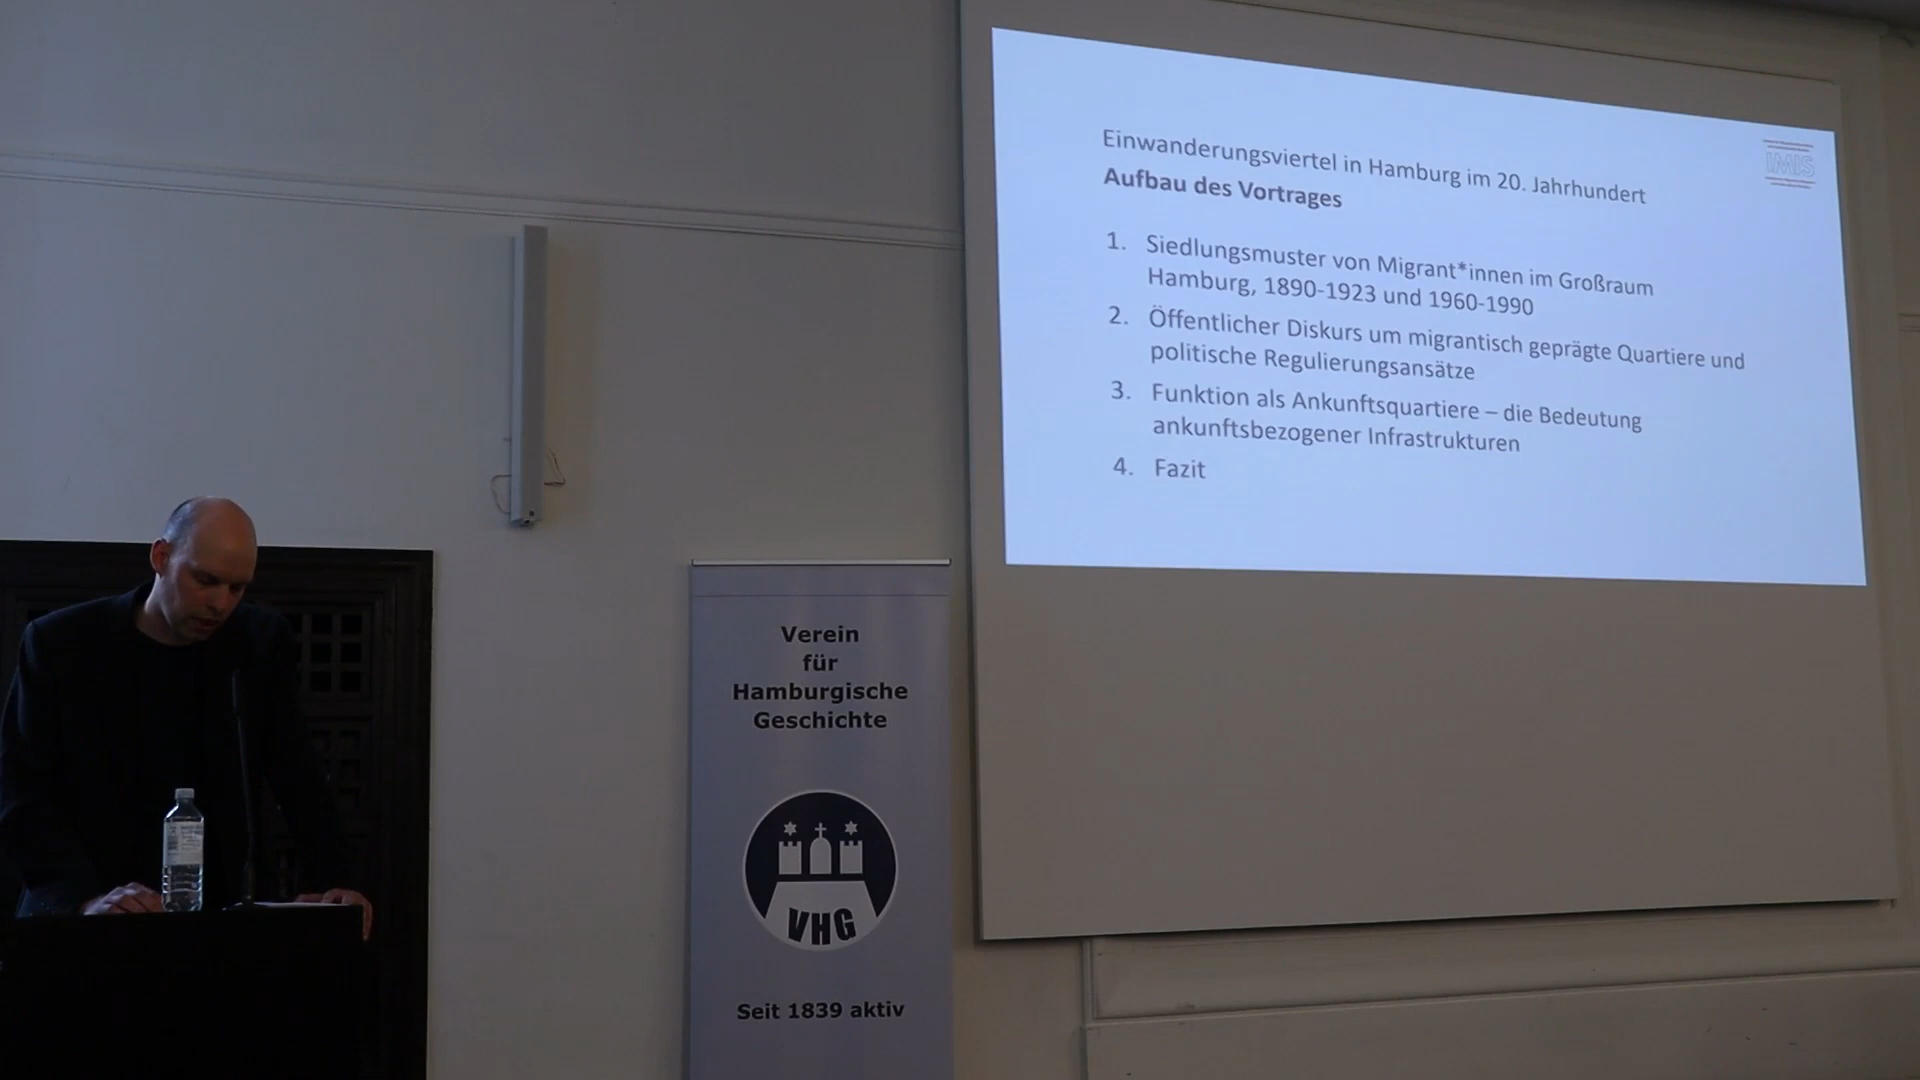 Einwanderungsviertel in Hamburg im 20. Jahrhundert
Aufbau des Vortrages
IMIS
1. Siedlungsmuster von Migrant*innen im Großraum
Hamburg, 1890-1923 und 1960-1990
2. Öffentlicher Diskurs um migrantisch geprägte Quartiere und
politische Regulierungsansätze
3. Funktion als Ankunftsquartiere – die Bedeutung
ankunftsbezogener Infrastrukturen
4. Fazit
Verein
für
Hamburgische
Geschichte
VHG
Seit 1839 aktiv